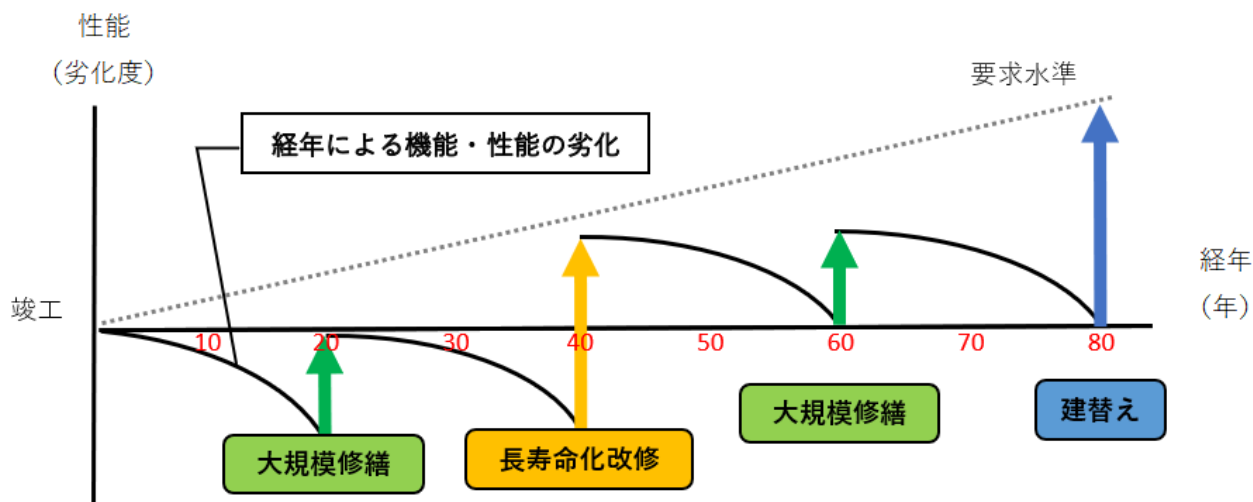 性能
（劣化度）
要求水準
経年による機能・性能の劣化
竣工
経年
（年）
10
20
30
40
50
60
70
80
大規模修繕
長寿命化改修
大規模修繕
建替え